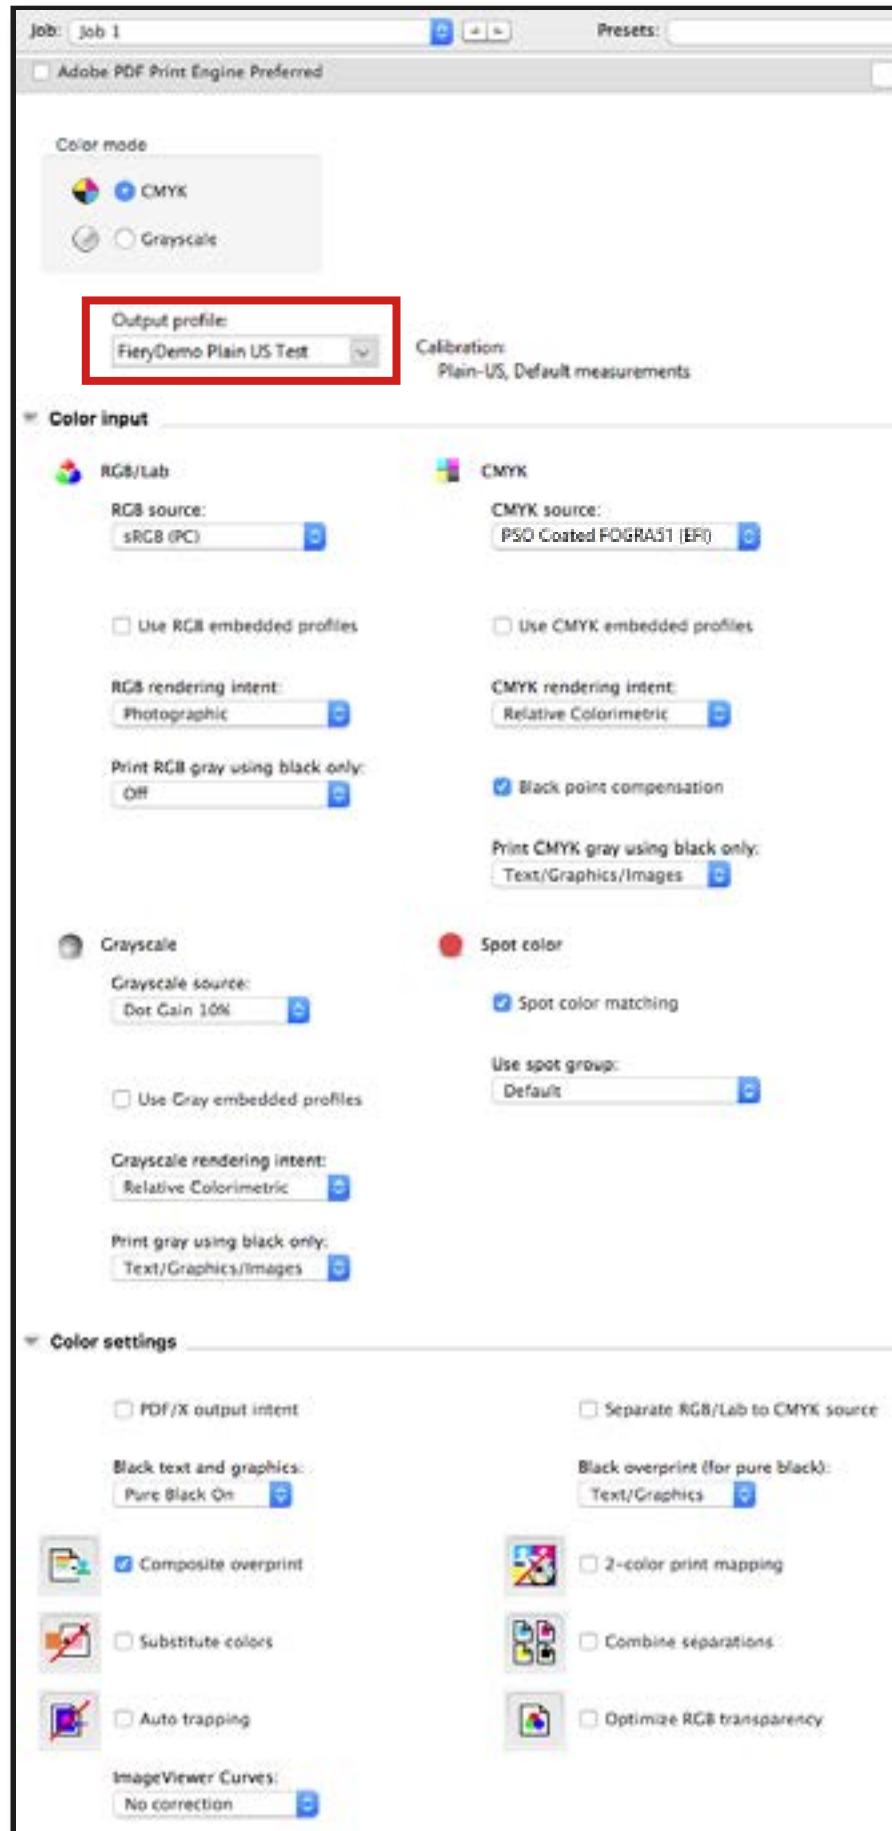 Job: Job 1 Presets:
Adobe PDF Print Engine Preferred
Color mode
CMYK
Grayscale
Output profile:
FieryDemo Plain US Test
Calibration:
Plain-US, Default measurements
Color input
RGB/Lab
RGB source:
sRGB (PC)
Use RGB embedded profiles
RGB rendering intent:
Photographic
Print RGB gray using black only:
Off
CMYK
CMYK source:
PSO Coated FOGRA51 (EFI)
Use CMYK embedded profiles
CMYK rendering intent:
Relative Colorimetric
Black point compensation
Print CMYK gray using black only:
Text/Graphics/Images
Grayscale
Grayscale source:
Dot Gain 10%
Use Gray embedded profiles
Grayscale rendering intent:
Relative Colorimetric
Print gray using black only:
Text/Graphics/Images
Spot color
Spot color matching
Use spot group:
Default
Color settings
PDF/X output intent
Separate RGB/Lab to CMYK source
Black text and graphics:
Pure Black On
Black overprint (for pure black):
Text/Graphics
Composite overprint
2-color print mapping
Substitute colors
Combine separations
Auto trapping
Optimize RGB transparency
ImageViewer Curves:
No correction